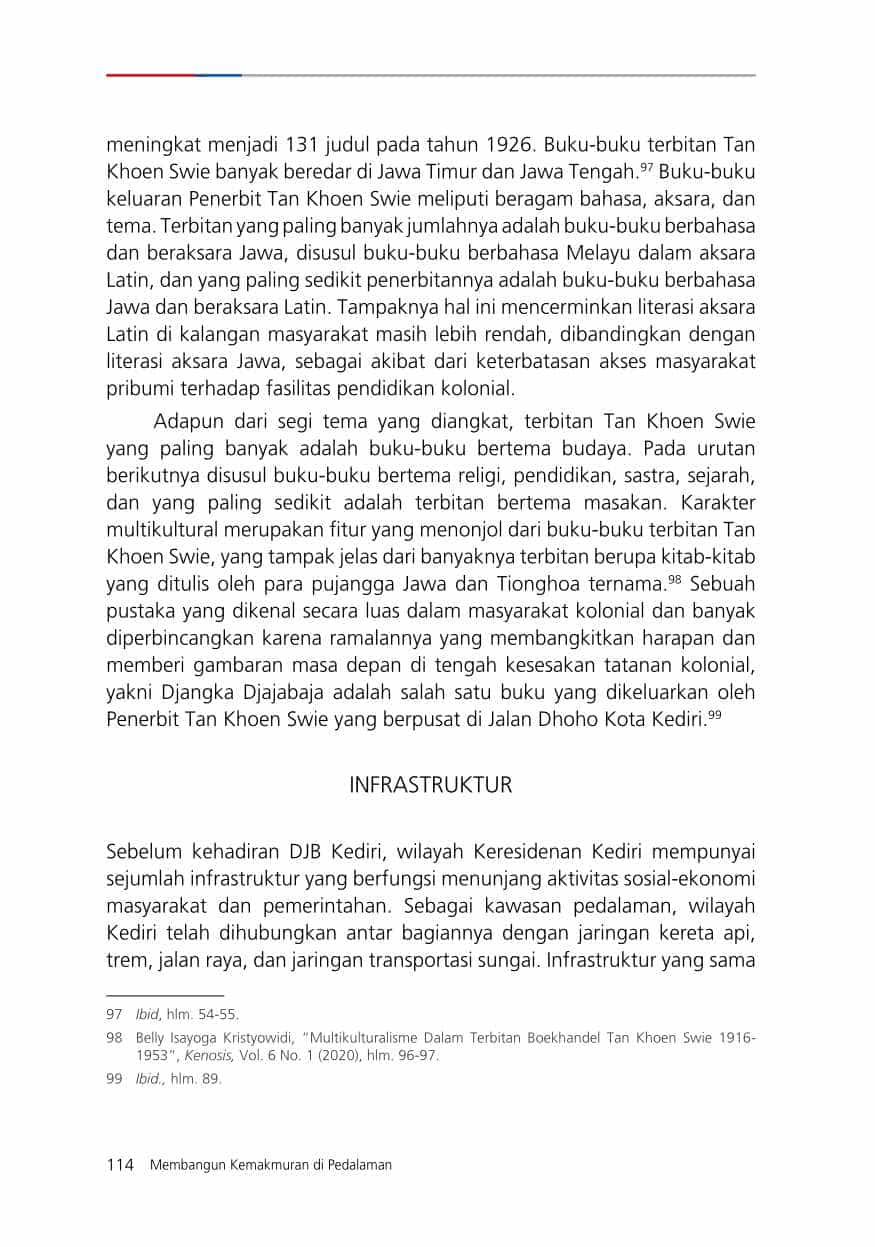 meningkat menjadi 131 judul pada tahun 1926. Buku-buku terbitan Tan
Khoen Swie banyak beredar di Jawa Timur dan Jawa Tengah.97 Buku-buku
keluaran Penerbit Tan Khoen Swie meliputi beragam bahasa, aksara, dan
tema. Terbitan yang paling banyak jumlahnya adalah buku-buku berbahasa
dan beraksara Jawa, disusul buku-buku berbahasa Melayu dalam aksara
Latin, dan yang paling sedikit penerbitannya adalah buku-buku berbahasa
Jawa dan beraksara Latin. Tampaknya hal ini mencerminkan literasi aksara
Latin di kalangan masyarakat masih lebih rendah, dibandingkan dengan
literasi aksara Jawa, sebagai akibat dari keterbatasan akses masyarakat
pribumi terhadap fasilitas pendidikan kolonial.
Adapun dari segi tema yang diangkat, terbitan Tan Khoen Swie
yang paling banyak adalah buku-buku bertema budaya. Pada urutan
berikutnya disusul buku-buku bertema religi, pendidikan, sastra, sejarah,
dan yang paling sedikit adalah terbitan bertema masakan. Karakter
multikultural merupakan fitur yang menonjol dari buku-buku terbitan Tan
Khoen Swie, yang tampak jelas dari banyaknya terbitan berupa kitab-kitab
yang ditulis oleh para pujangga Jawa dan Tionghoa ternama.98 Sebuah
pustaka yang dikenal secara luas dalam masyarakat kolonial dan banyak
diperbincangkan karena ramalannya yang membangkitkan harapan dan
memberi gambaran masa depan di tengah kesesakan tatanan kolonial,
yakni Djangka Djajabaja adalah salah satu buku yang dikeluarkan oleh
Penerbit Tan Khoen Swie yang berpusat di Jalan Dhoho Kota Kediri.99
INFRASTRUKTUR
Sebelum kehadiran DJB Kediri, wilayah Keresidenan Kediri mempunyai
sejumlah infrastruktur yang berfungsi menunjang aktivitas sosial-ekonomi
masyarakat dan pemerintahan. Sebagai kawasan pedalaman, wilayah
Kediri telah dihubungkan antar bagiannya dengan jaringan kereta api,
trem, jalan raya, dan jaringan transportasi sungai. Infrastruktur yang sama
97 Ibid, hlm. 54-55.
98 Belly Isayoga Kristyowidi, “Multikulturalisme Dalam Terbitan Boekhandel Tan Khoen Swie 1916-
1953”, Kenosis, Vol. 6 No. 1 (2020), hlm. 96-97.
99 Ibid., hlm. 89.
114 Membangun Kemakmuran di Pedalaman